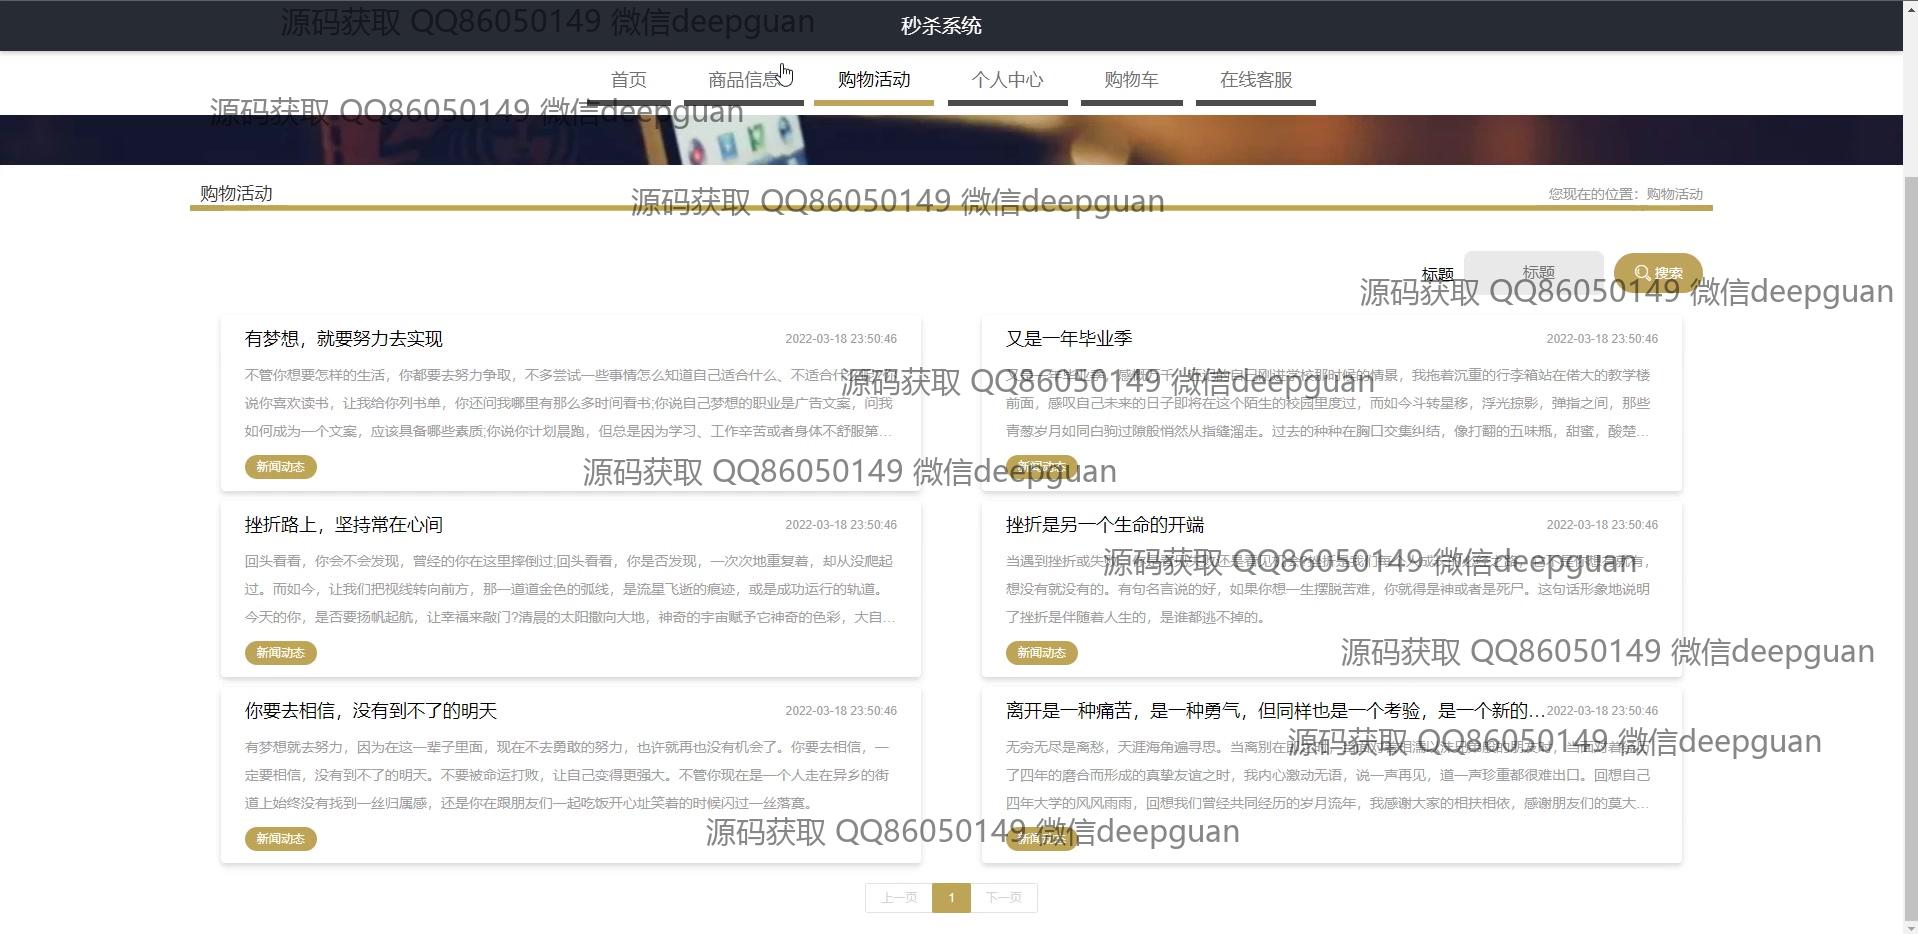 秒杀系统
源码获取 QQ86050149 微信deepguan
首页
商品信息
购物活动
个人中心
购物车
在线客服
源码获取 QQ86050149 微信deepguan
购物活动
源码获取 QQ86050149 微信deepguan
您现在的位置：购物活动
标题
标题
搜索
源码获取 QQ86050149 微信deepguan
有梦想，就要努力去实现
2022-03-18 23:50:46
不管你想要怎样的生活，你都要去努力争取，不多尝试一些事情怎么知道自己适合什么、不适合什
说你喜欢读书，让我给你列书单，你还问我哪里有那么多时间看书;你说自己梦想的职业是广告文案，问我
如何成为一个文案，应该具备哪些素质;你说你计划晨跑，但总是因为学习、工作辛苦或者身体不舒服第…
新闻动态
又是一年毕业季
2022-03-18 23:50:46
源码获取 QQ86050149 微信deepguan
自己刚进学校那时候的情景，我拖着沉重的行李箱站在偌大的教学楼
前面，感叹自己未来的日子即将在这个陌生的校园里度过，而如今斗转星移，浮光掠影，弹指之间，那些
青葱岁月如同白驹过隙般悄然从指缝溜走。过去的种种在胸口交集纠结，像打翻的五味瓶，甜蜜，酸楚…
新闻动态
源码获取 QQ86050149 微信deepguan
挫折路上，坚持常在心间
2022-03-18 23:50:46
回头看看，你会不会发现，曾经的你在这里摔倒过;回头看看，你是否发现，一次次地重复着，却从没爬起
过。而如今，让我们把视线转向前方，那一道道金色的弧线，是流星飞逝的痕迹，或是成功运行的轨道。
今天的你，是否要扬帆起航，让幸福来敲门?清晨的太阳撒向大地，神奇的宇宙赋予它神奇的色彩，大自…
新闻动态
挫折是另一个生命的开端
2022-03-18 23:50:46
当遇到挫折或失
源码获取 QQ86050149 微信deepguan
想没有就没有的。有句名言说的好，如果你想一生摆脱苦难，你就得是神或者是死尸。这句话形象地说明
了挫折是伴随着人生的，是谁都逃不掉的。
新闻动态
源码获取 QQ86050149 微信deepguan
你要去相信，没有到不了的明天
2022-03-18 23:50:46
有梦想就去努力，因为在这一辈子里面，现在不去勇敢的努力，也许就再也没有机会了。你要去相信，一
定要相信，没有到不了的明天。不要被命运打败，让自己变得更强大。不管你现在是一个人走在异乡的街
道上始终没有找到一丝归属感，还是你在跟朋友们一起吃饭开心址笑着的时候闪过一丝落寞。
新闻动态
离开是一种痛苦，是一种勇气，但同样也是一个考验，是一个新的…
2022-03-18 23:50:46
无穷无尽是离愁，天涯海角遍寻思。当离别在即
源码获取 QQ86050149 微信deepguan
了四年的磨合而形成的真挚友谊之时，我内心激动无语，说一声再见，道一声珍重都很难出口。回想自己
四年大学的风风雨雨，回想我们曾经共同经历的岁月流年，我感谢大家的相扶相依，感谢朋友们的莫大…
新闻动态
源码获取 QQ86050149 微信deepguan
上一页
1
下一页